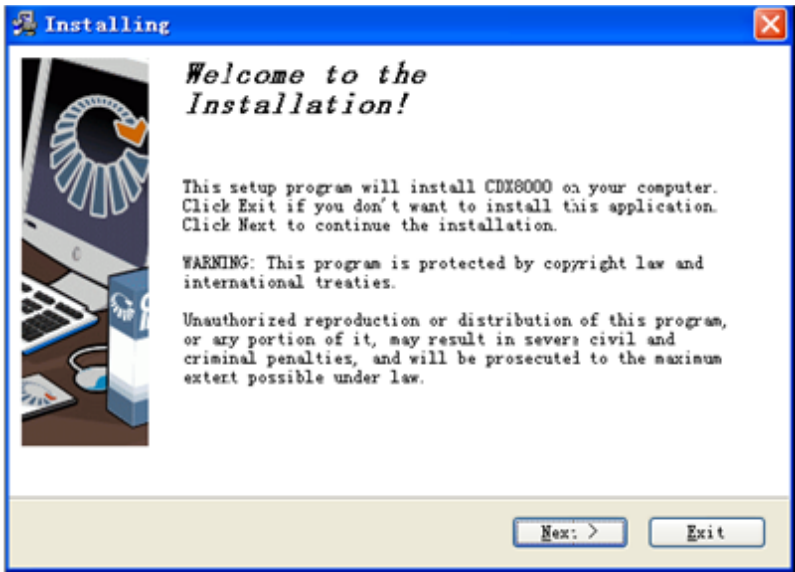 Installing
Welcome to the
Installation!
This setup program will install CDX8000 on your computer.
Click Exit if you don't want to install this application.
Click Next to continue the installation.
WARNING: This program is protected by copyright law and
international treaties.
Unauthorized reproduction or distribution of this program,
or any portion of it, may result in severe civil and
criminal penalties, and will be prosecuted to the maximum
extent possible under law.
Next >
Exit